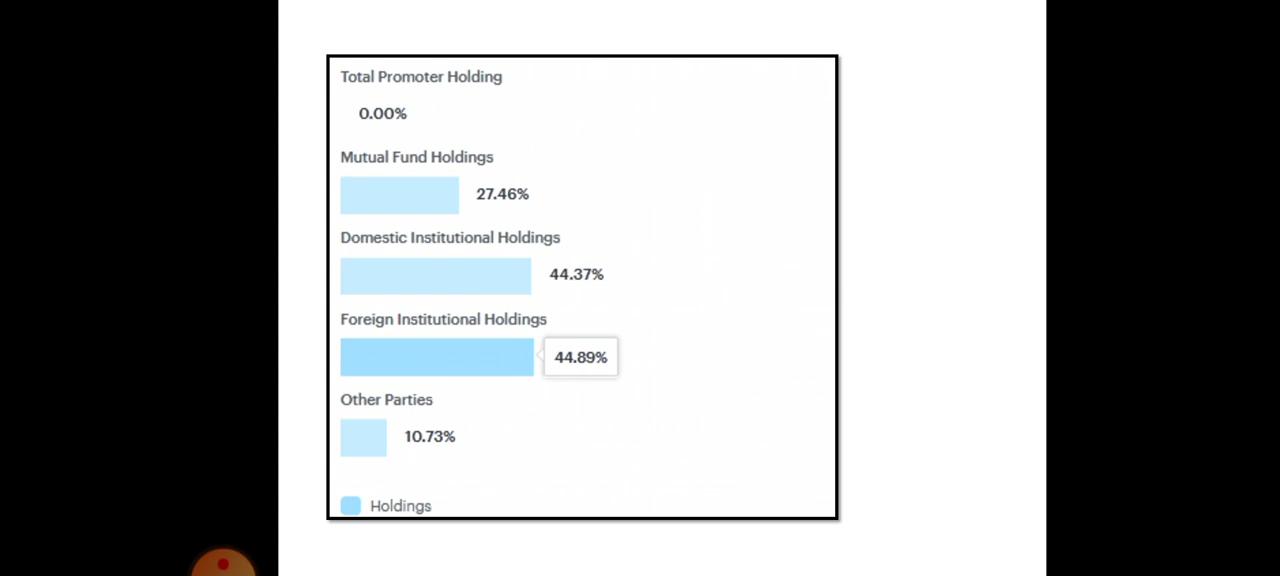 Total Promoter Holding
0.00%
Mutual Fund Holdings
27.46%
Domestic Institutional Holdings
44.37%
Foreign Institutional Holdings
44.89%
Other Parties
10.73%
Holdings